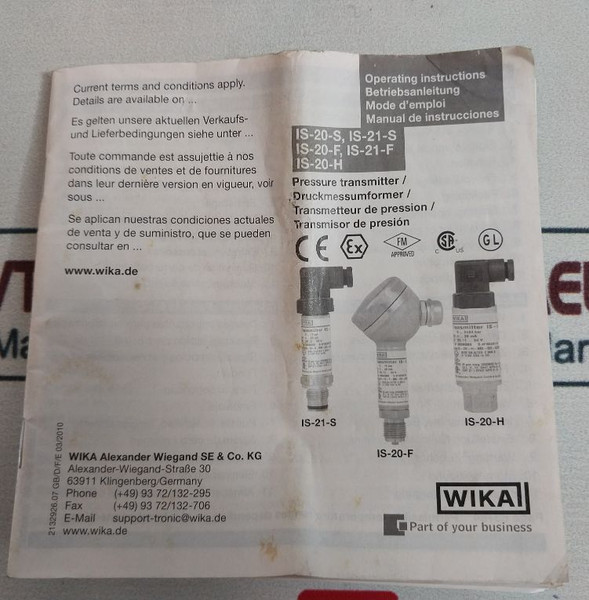 Current terms and conditions apply.
Details are available on ...
Es gelten unsere aktuellen Verkaufs-
und Lieferbedingungen siehe unter ...
Toute commande est assujettie à nos
conditions de ventes et de fournitures
dans leur dernière version en vigueur, voir
sous ...
Se aplican nuestras condiciones actuales
de venta y de suministro, que se pueden
consultar en ...
www.wika.de
2132926.07 GB/D/F/E 03/2010
WIKA Alexander Wiegand SE & Co. KG
Alexander-Wiegand-Straße 30
63911 Klingenberg/Germany
Phone (+49) 93 72/132-295
Fax (+49) 93 72/132-706
E-Mail support-tronic@wika.de
www.wika.de
Operating instructions
Betriebsanleitung
Mode d'emploi
Manual de instrucciones
IS-20-S, IS-21-S
IS-20-F, IS-21-F
IS-20-H
Pressure transmitter /
Druckmessumformer /
Transmetteur de pression /
Transmisor de presión
CE Ex FM APPROVED SA C US GL
WIKA
WIKA
IS-21-S
IS-20-F
IS-20-H
WIKA
Part of your business